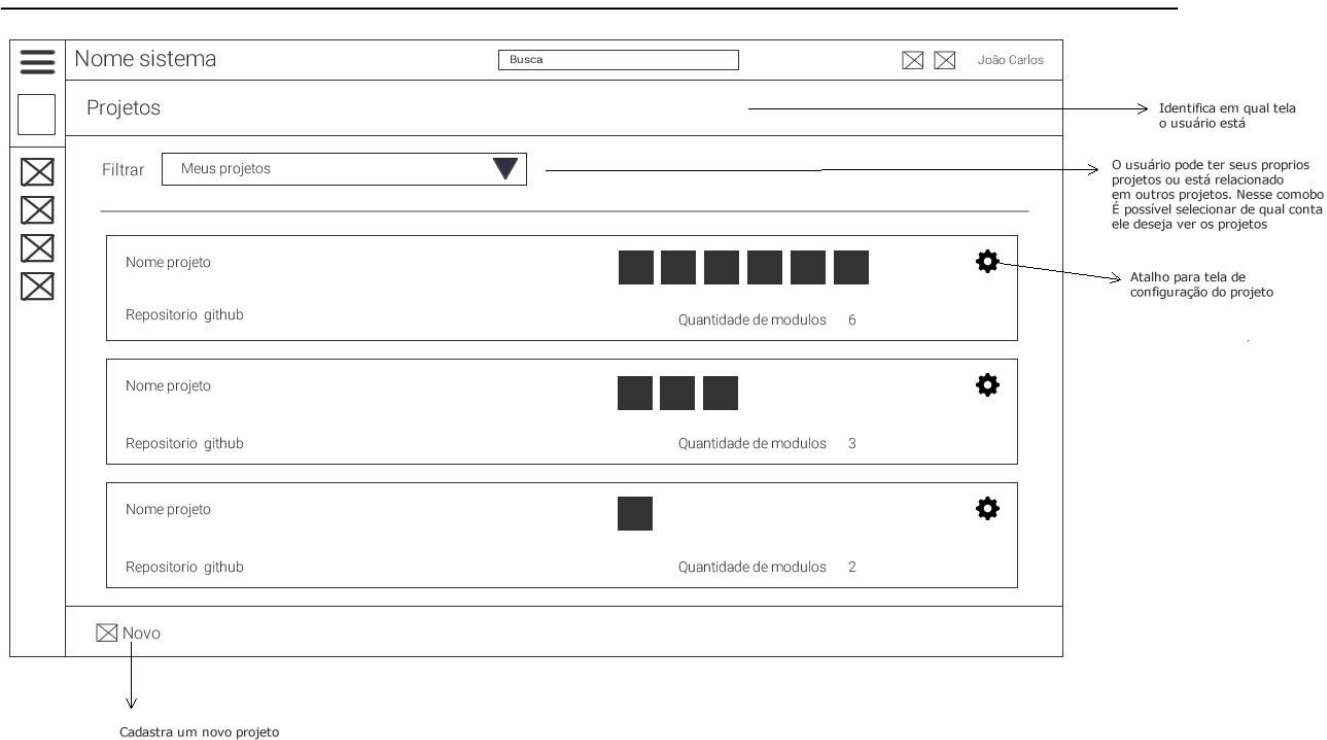 Nome sistema
Busca
João Carlos
Projetos
Identifica em qual tela
o usuário está
Filtrar
Meus projetos
O usuário pode ter seus proprios
projetos ou está relacionado
em outros projetos. Nesse comobo
É possível selecionar de qual conta
ele deseja ver os projetos
Nome projeto
Atalho para tela de
configuração do projeto
Repositorio github
Quantidade de modulos 6
Nome projeto
Repositorio github
Quantidade de modulos 3
Nome projeto
Repositorio github
Quantidade de modulos 2
Novo
Cadastra um novo projeto